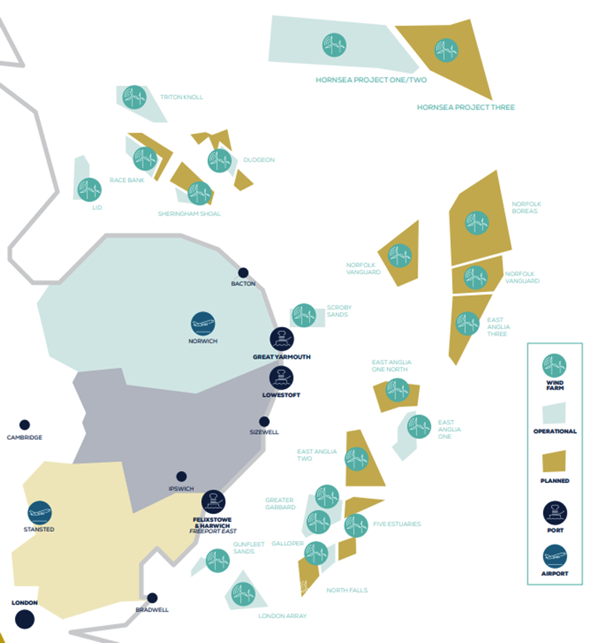 HORNSEA PROJECT ONE/TWO
HORNSEA PROJECT THREE
TRITON KNOLL
DLOGEON
RACE BANK
LID
SHERINGHAM SHOAL
NORFOLK
BOREAS
NORFOLK
VANGUARD
NORFOLK
VANGUARD
BACTON
SCROBY
SANDS
NORWICH
GREAT YARMOUTH
EAST
ANGLIA
THREE
EAST ANGLIA
ONE NORTH
LOWESTOFT
WIND
FARM
OPERATIONAL
PLANNED
PORT
AIRPORT
CAMBRIDGE
SIZEWELL
EAST
ANGLIA
ONE
EAST ANGLIA
TWO
IPSWICH
GREATER
GABBARD
STANSTED
FELIXSTOWE
& HARWICH
FREEPORT EAST
FIVE ESTUARIES
GUNFLEET
SANDS
GALLOPER
NORTH FALLS
LONDON
BRADWELL
LONDON ARRAY